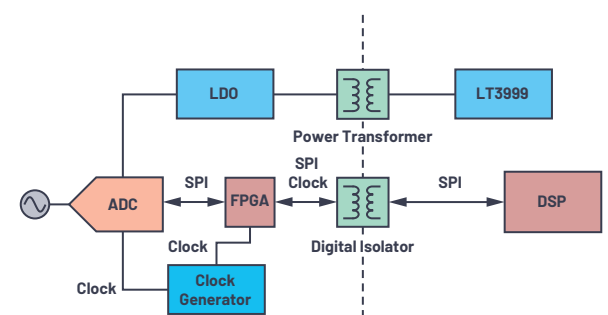 LDO
LT3999
Power Transformer
SPI
SPI
Clock
SPI
ADC
FPGA
DSP
Clock
Digital Isolator
Clock
Clock
Generator